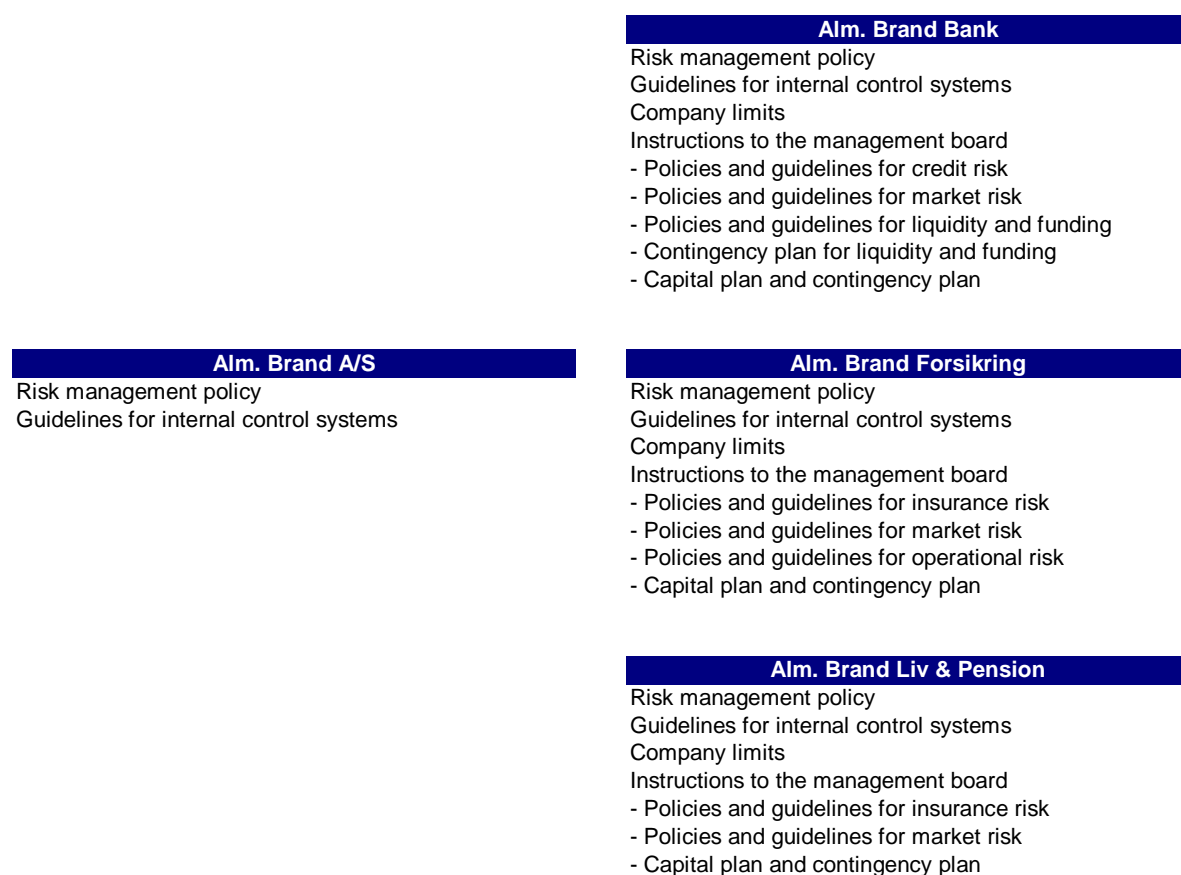 Alm. Brand Bank
Risk management policy
Guidelines for internal control systems
Company limits
Instructions to the management board
- Policies and guidelines for credit risk
- Policies and guidelines for market risk
- Policies and guidelines for liquidity and funding
- Contingency plan for liquidity and funding
- Capital plan and contingency plan
Alm. Brand A/S
Risk management policy
Guidelines for internal control systems
Alm. Brand Forsikring
Risk management policy
Guidelines for internal control systems
Company limits
Instructions to the management board
- Policies and guidelines for insurance risk
- Policies and guidelines for market risk
- Policies and guidelines for operational risk
- Capital plan and contingency plan
Alm. Brand Liv & Pension
Risk management policy
Guidelines for internal control systems
Company limits
Instructions to the management board
- Policies and guidelines for insurance risk
- Policies and guidelines for market risk
- Capital plan and contingency plan